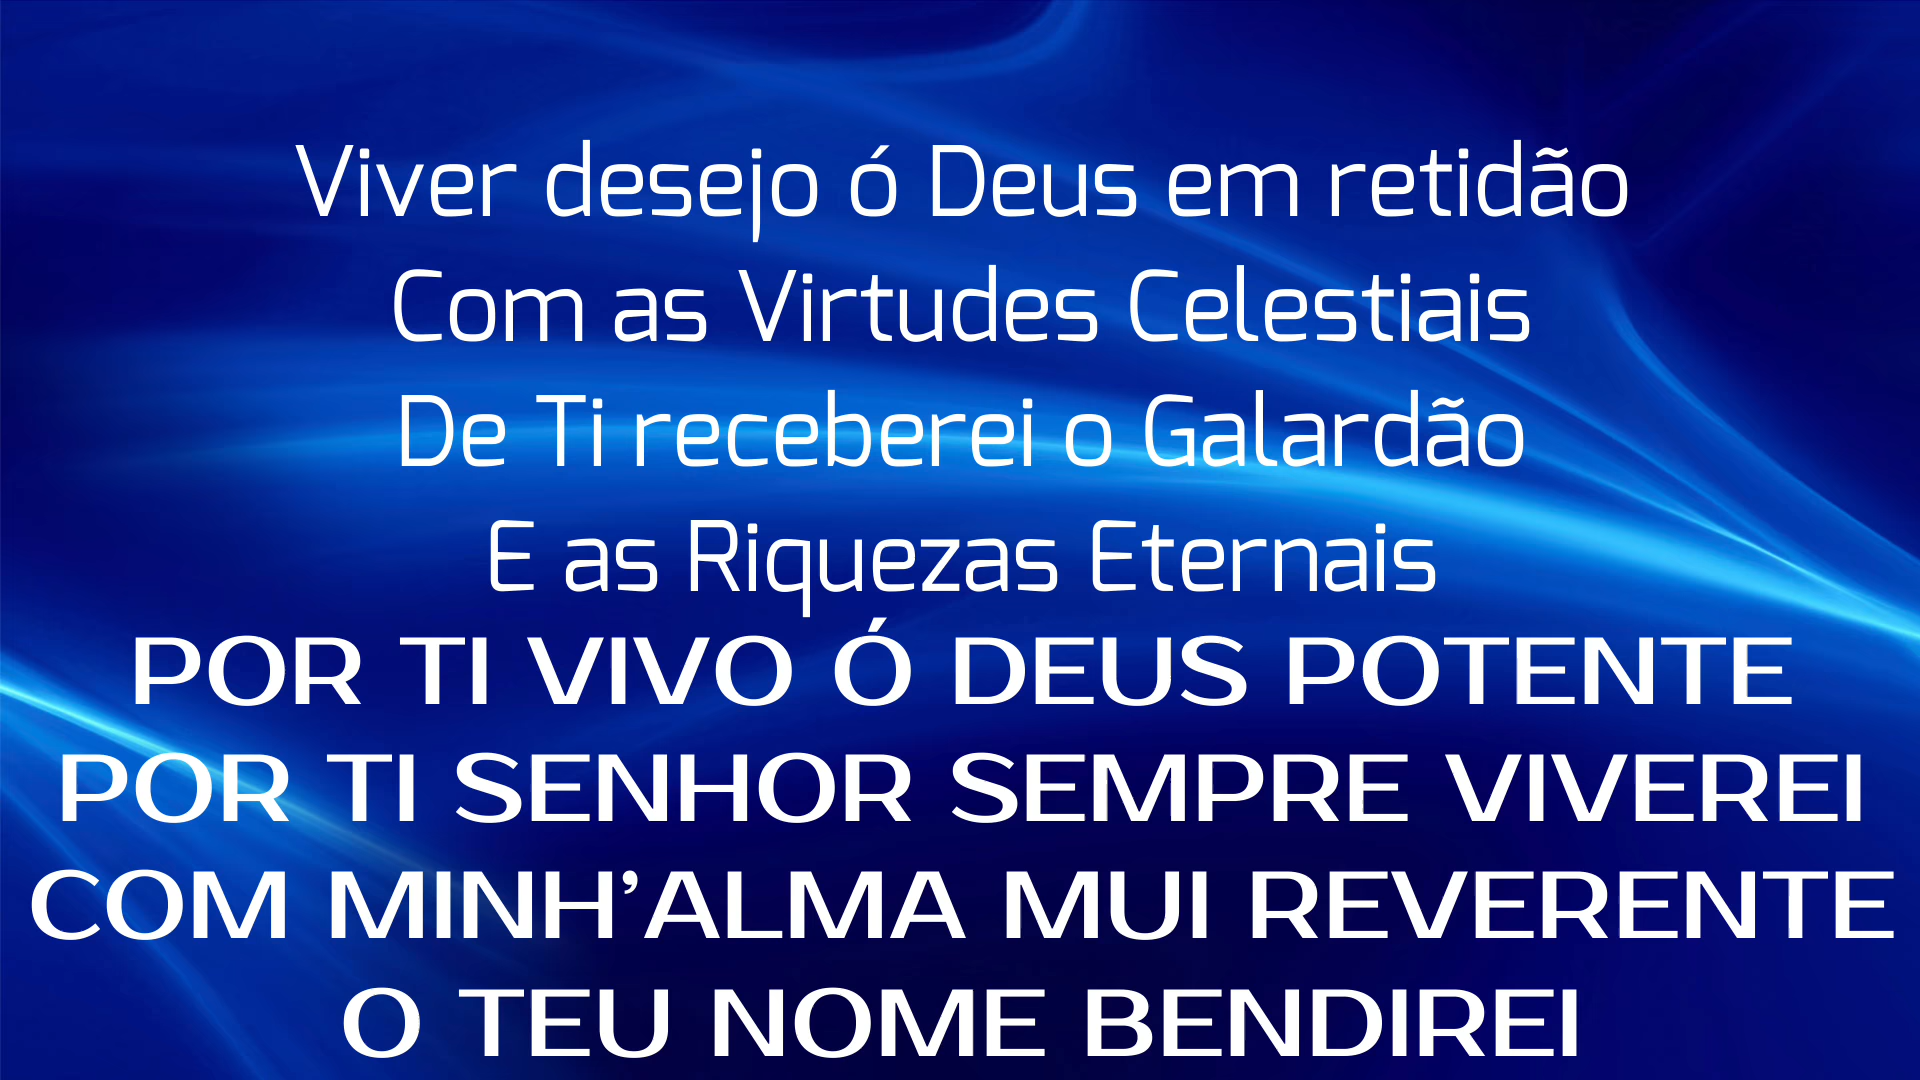 Viver desejo ó Deus em retidão
Com as Virtudes Celestiais
De Ti receberei o Galardão
E as Riquezas Eternais
POR TI VIVO Ó DEUS POTENTE
POR TI SENHOR SEMPRE VIVEREI
COM MINH’ALMA MUI REVERENTE
O TEU NOME BENDIREI